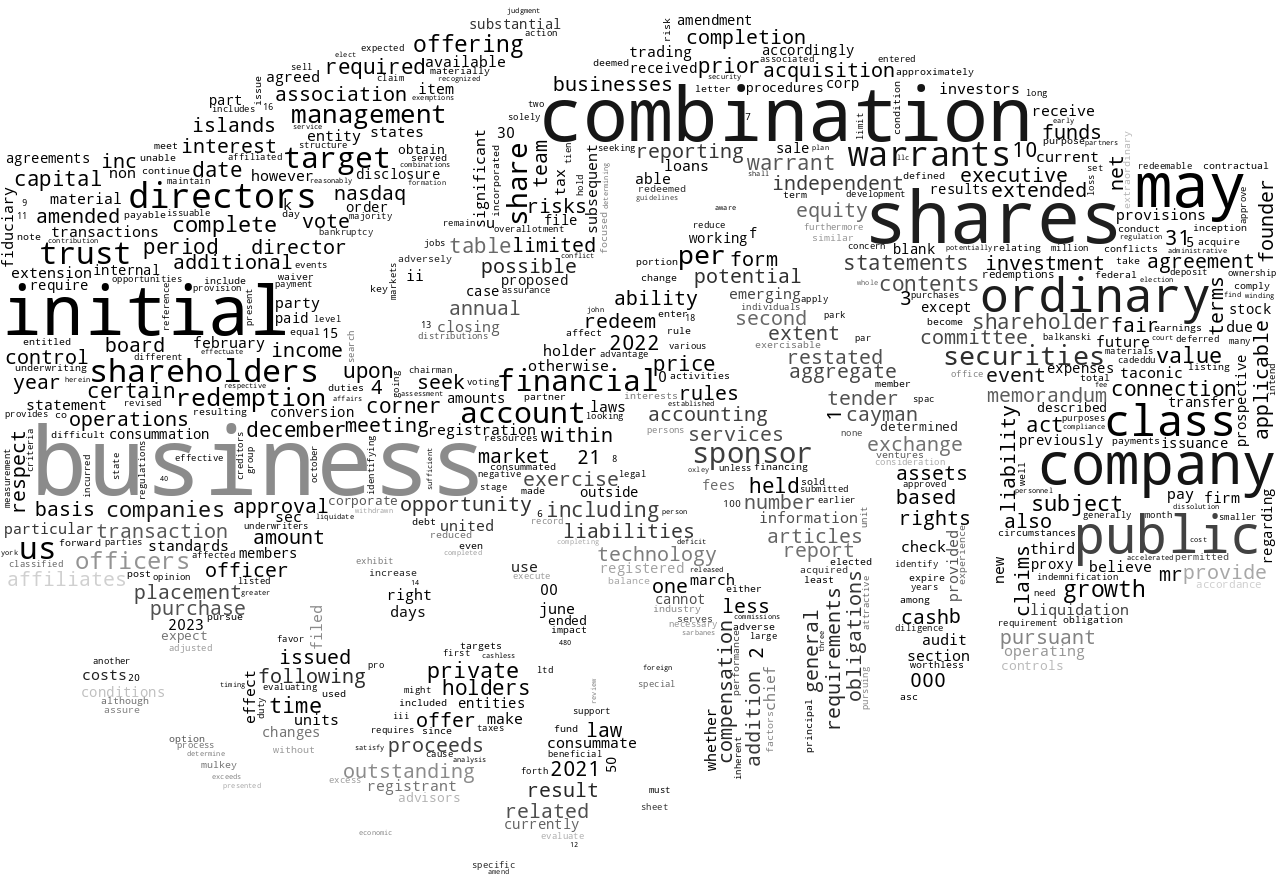 judgment
substantial
action
amendment
risk
expected
offering
completion
elect
trading
accordingly
sell
required
available
deemed
received
prior
associated
entered
agreed
claim
materially
recognized
security
acquisition
approximately
issue
association
item
exemptions
businesses
letter
procedures
corp
investors
long
part
includes
16
management
two
solely
combination
7
limit
condition
receive
islands
service
entity
states
30
early
funds
purpose
partners
meet
interest
structure
obtain
served
significant
incorporated
share
team
tien
seeking
reporting
sale
plan
warrants
llc
10
current
extraordinary
agreements
inc
unable
affiliated
target
combinations
loans
warrant
shall
executive
set
net
redeemable
contractual
non
continue
date
however
reasonably
disclosure
formation
tax
hold
subsequent
determining
able
redeemed
guidelines
independent
defined
results
extended
loss
may
approve
founder
capital
maintain
directors
k
nasdaq
order
risks
term
development
provisions
fiduciary
9
11
material
amended
payable
issuable
complete
day
vote
majority
remain
u
overallotment
file
aware
equity
furthermore
similar
shares
conduct
regulation
inception
note
contribution
transactions
period
director
bankruptcy
jobs
table
limited
conflict
focused
reduce
working
f
concern
blank
potentially
relating
million
conflicts
31
5
administrative
acquire
trust
additional
events
adversely
possible
proposed
portion
per
form
statements
investment
take
agreement
extension
internal
opportunities
include
waiver
key
markets
ii
case
assurance
change
potential
whole
contents
redemptions
federal
election
deposit
ownership
require
provision
payment
ability
emerging
individuals
apply
3
purchases
ordinary
terms
find
winding
comply
initial
reference
present
party
paid
level
annual
john
redeem
enter
18
second
park
except
stock
equal
15
13
closing
distributions
affect
rule
exercisable
extent
par
become
shareholder
fair
earnings
due
many
entitled
board
february
search
2022
various
committee
balkanski
future
court
deferred
applicable
underwriting
different
effectuate
income
holder
advantage
otherwise
price
restated
securities
materials
cadeddu
value
listing
control
shareholders
upon
chairman
financial
0
activities
aggregate
office
event
expenses
taconic
year
herein
certain
respective
duties
4
going
seek
voting
partner
interests
rules
member
spac
memorandum
total
fee
connection
prospective
intend
statement
revised
redemption
affairs
assessment
amounts
looking
established
tender
described
transfer
provides
co
resulting
conversion
corner
account
laws
accounting
1
cayman
act
purposes
compliance
class
operations
december
meeting
registration
within
persons
none
determined
previously
payments
issuance
respect
criteria
difficult
consummation
resources
services
exchange
liability
measurement
business
incurred
state
regulations
effective
40
creditors
group
october
identifying
sufficient
market
consummated
21
8
sponsor
ventures
consideration
company
negative
exercise
legal
oxley
unless
financing
assets
approved
well
personnel
stage
made
outside
fees
held
sold
submitted
based
pay
firm
dissolution
basis
companies
approval
corporate
withdrawn
opportunity
6
including
person
100
number
earlier
rights
subject
regarding
particular
transaction
underwriters
sec
liquidate
debt
record
information
unit
also
generally
month
smaller
york
us
forward
parties
standards
amount
united
reduced
liabilities
articles
circumstances
public
cost
classified
officers
affected
members
even
completed
completing
deficit
report
check
provided
experience
third
accelerated
permitted
affiliates
post
opinion
officer
listed
greater
exhibit
technology
registered
released
elected
identify
new
proxy
believe
mr
provide
accordance
placement
increase
14
use
execute
balance
march
acquired
least
expire
years
claims
indemnification
growth
purchase
pursue
right
00
one
either
obligations
attractive
among
need
2023
days
june
cannot
industry
less
commissions
cashb
liquidation
expect
adjusted
filed
ended
impact
serves
necessary
sarbanes
adverse
large
general
three
requirements
diligence
requirement
obligation
favor
480
audit
pursuant
another
issued
targets
first
cashless
compensation
performance
2
section
operating
costs
20
timing
following
evaluating
pro
private
ltd
foreign
worthless
controls
conditions
effect
duty
might
holders
review
special
addition
chief
factors
pursuing
000
although
assure
time
used
included
entities
asc
units
iii
offer
make
support
option
changes
requires
since
taxes
fund
law
whether
principal
process
determine
without
satisfy
proceeds
cause
analysis
consummate
beneficial
inherent
mulkey
exceeds
outstanding
forth
2021
50
presented
excess
registrant
result
must
advisors
related
sheet
economic
currently
evaluate
12
specific
amend